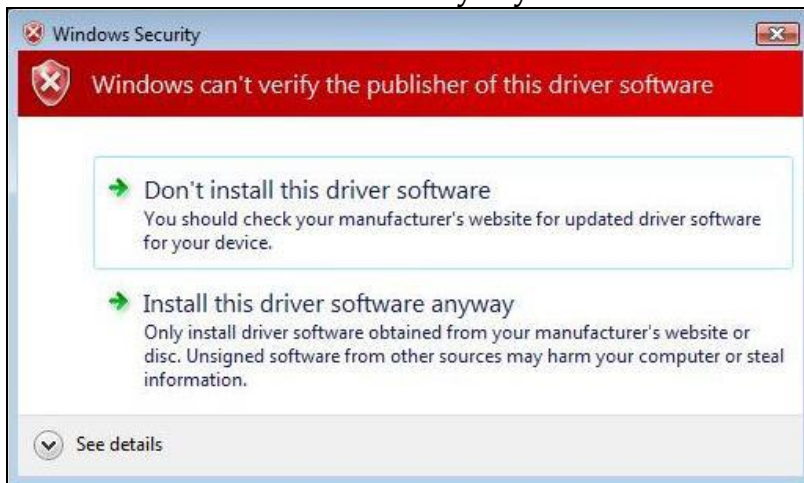 Windows Security
Windows can't verify the publisher of this driver software
Don't install this driver software
You should check your manufacturer's website for updated driver software
for your device.
Install this driver software anyway
Only install driver software obtained from your manufacturer's website or
disc. Unsigned software from other sources may harm your computer or steal
information.
See details